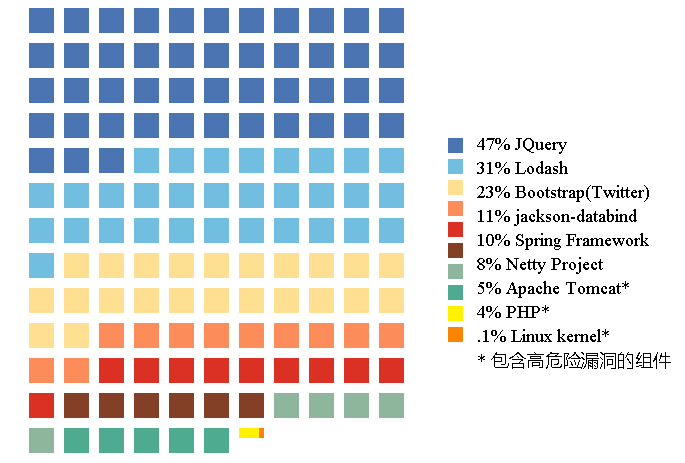 47% JQuery
31% Lodash
23% Bootstrap(Twitter)
11% jackson-databind
10% Spring Framework
8% Netty Project
5% Apache Tomcat*
4% PHP*
.1% Linux kernel*
* 包含高危险漏洞的组件